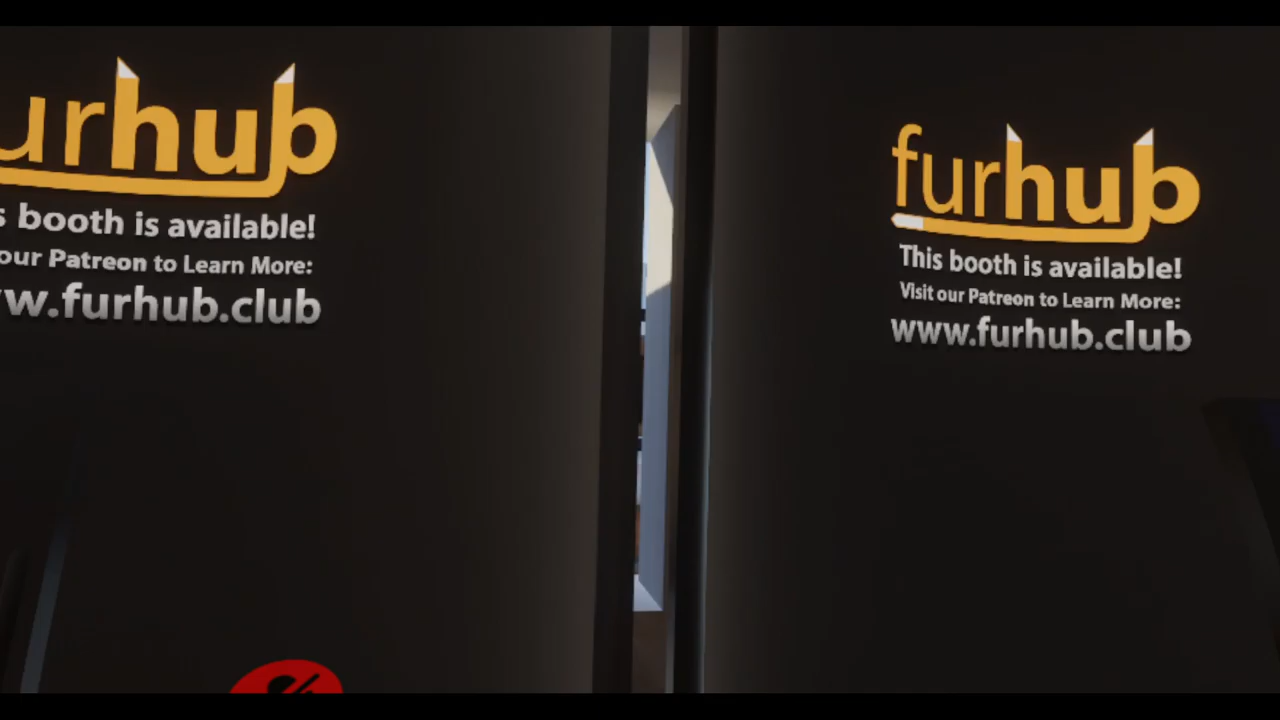 urhub
booth is available!
our Patreon to Learn More:
w.furhub.club
furhub
This booth is available!
Visit our Patreon to Learn More:
www.furhub.club